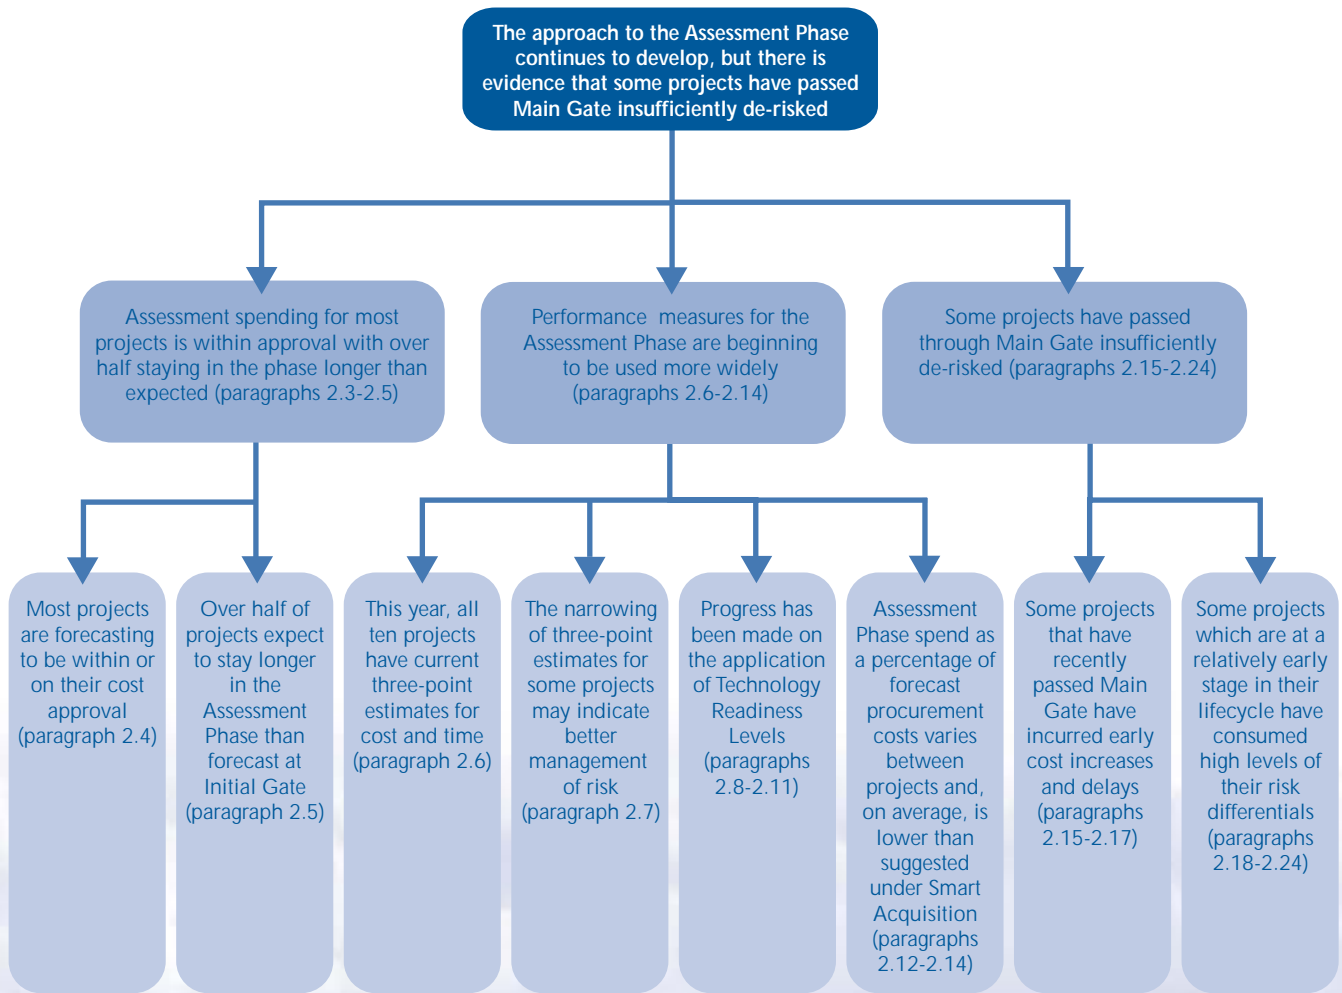 The approach to the Assessment Phase
continues to develop, but there is
evidence that some projects have passed
Main Gate insufficiently de-risked
Assessment spending for most
projects is within approval with over
half staying in the phase longer than
expected (paragraphs 2.3-2.5)
Performance measures for the
Assessment Phase are beginning
to be used more widely
(paragraphs 2.6-2.14)
Some projects have passed
through Main Gate insufficiently
de-risked (paragraphs 2.15-2.24)
Most projects
are forecasting
to be within or
on their cost
approval
(paragraph 2.4)
Over half of
projects expect
to stay longer
in the
Assessment
Phase than
forecast at
Initial Gate
(paragraph 2.5)
This year, all
ten projects
have current
three-point
estimates for
cost and time
(paragraph 2.6)
The narrowing
of three-point
estimates for
some projects
may indicate
better
management
of risk
(paragraph 2.7)
Progress has
been made on
the application
of Technology
Readiness
Levels
(paragraphs
2.8-2.11)
Assessment
Phase spend as
a percentage of
forecast
procurement
costs varies
between
projects and,
on average, is
lower than
suggested
under Smart
Acquisition
(paragraphs
2.12-2.14)
Some projects
that have
recently
passed Main
Gate have
incurred early
cost increases
and delays
(paragraphs
2.15-2.17)
Some projects
which are at a
relatively early
stage in their
lifecycle have
consumed
high levels of
their risk
differentials
(paragraphs
2.18-2.24)